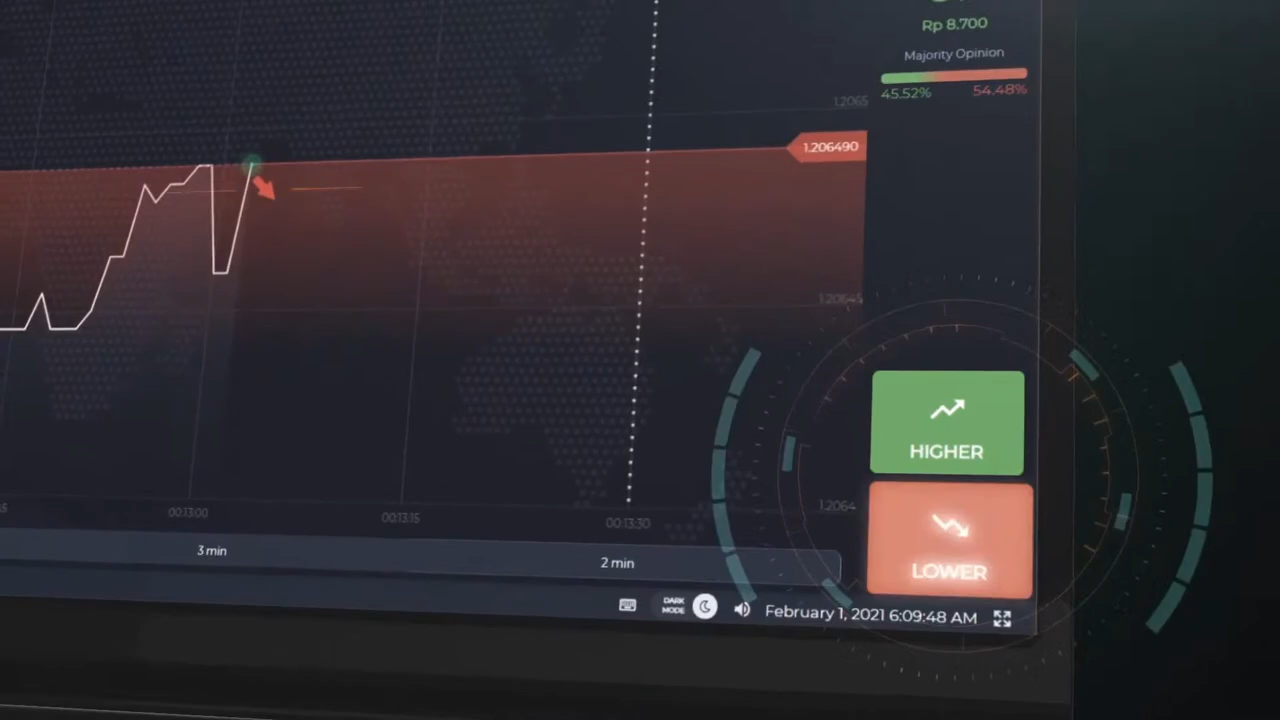 Rp 8.700
Majority Opinion
45.52% 54.48%
1.2065
1.206490
1.20645
HIGHER
1.2064
LOWER
00:13:00 00:13:15 00:13:30
3 min 2 min
DARK
MODE
February 1, 2021 6:09:48 AM